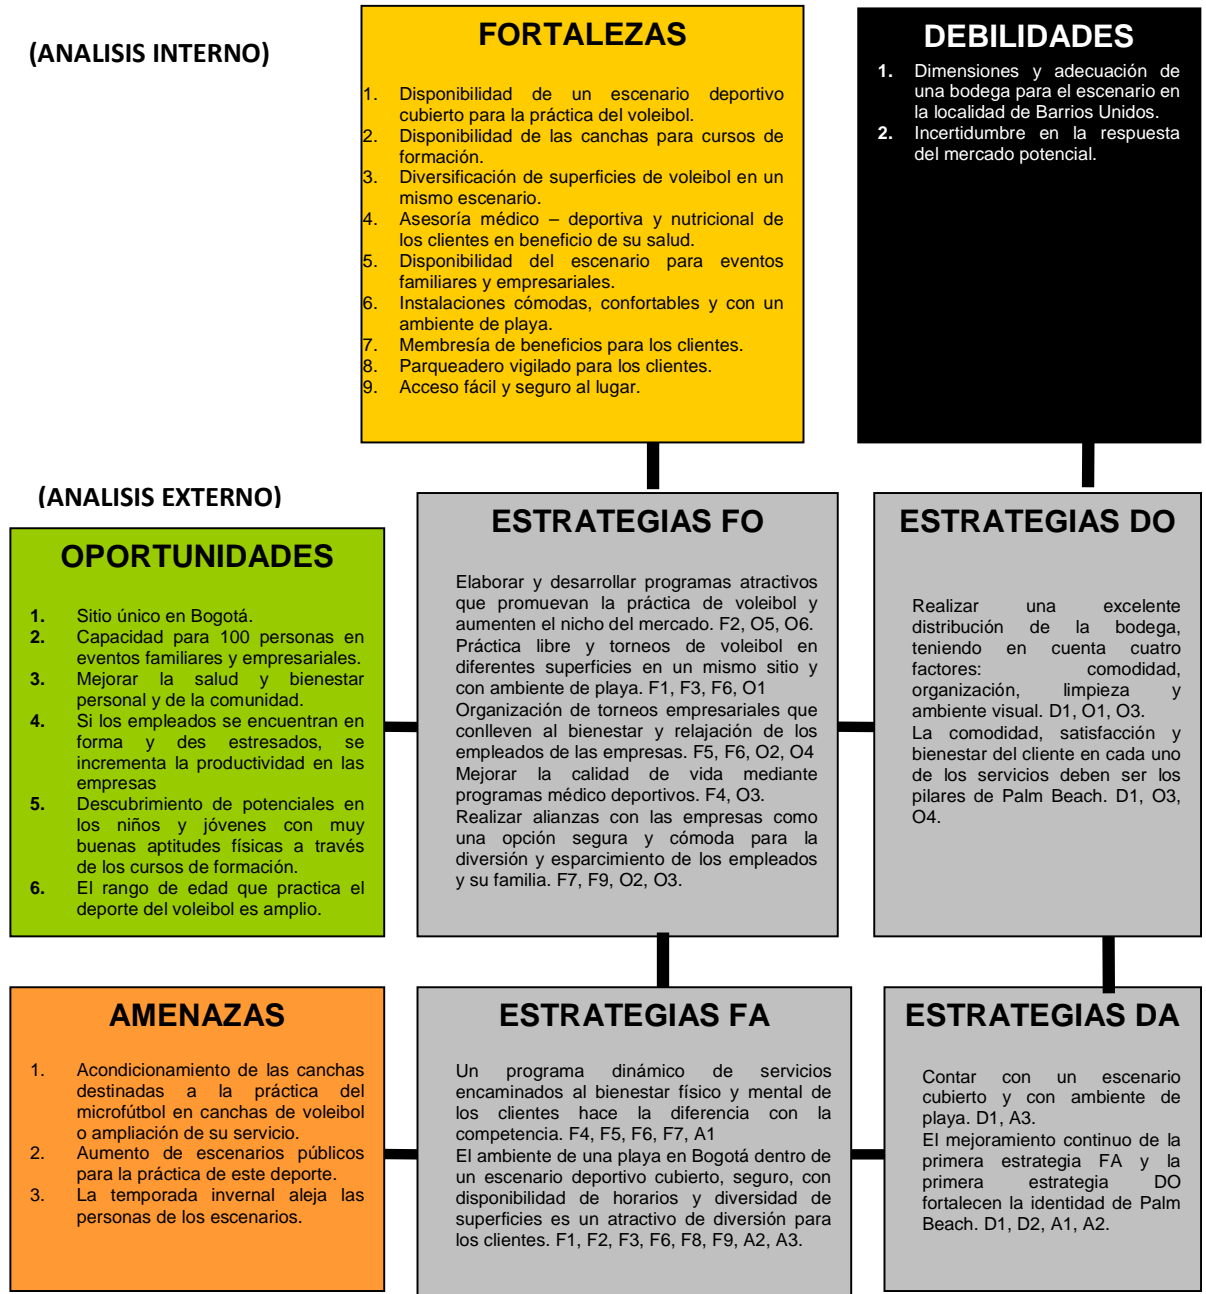 (ANALISIS INTERNO)
FORTALEZAS
1. Disponibilidad de un escenario deportivo
cubierto para la práctica del voleibol.
2. Disponibilidad de las canchas para cursos de
formación.
3. Diversificación de superficies de voleibol en un
mismo escenario.
4. Asesoría médico – deportiva y nutricional de
los clientes en beneficio de su salud.
5. Disponibilidad del escenario para eventos
familiares y empresariales.
6. Instalaciones cómodas, confortables y con un
ambiente de playa.
7. Membresía de beneficios para los clientes.
8. Parqueadero vigilado para los clientes.
9. Acceso fácil y seguro al lugar.
DEBILIDADES
1. Dimensiones y adecuación de
una bodega para el escenario en
la localidad de Barrios Unidos.
2. Incertidumbre en la respuesta
del mercado potencial.
(ANALISIS EXTERNO)
OPORTUNIDADES
1. Sitio único en Bogotá.
2. Capacidad para 100 personas en
eventos familiares y empresariales.
3. Mejorar la salud y bienestar
personal y de la comunidad.
4. Si los empleados se encuentran en
forma y des estresados, se
incrementa la productividad en las
empresas
5. Descubrimiento de potenciales en
los niños y jóvenes con muy
buenas aptitudes físicas a través
de los cursos de formación.
6. El rango de edad que practica el
deporte del voleibol es amplio.
ESTRATEGIAS FO
Elaborar y desarrollar programas atractivos
que promuevan la práctica de voleibol y
aumenten el nicho del mercado. F2, O5, O6.
Práctica libre y torneos de voleibol en
diferentes superficies en un mismo sitio y
con ambiente de playa. F1, F3, F6, O1
Organización de torneos empresariales que
conlleven al bienestar y relajación de los
empleados de las empresas. F5, F6, O2, O4
Mejorar la calidad de vida mediante
programas médico deportivos. F4, O3.
Realizar alianzas con las empresas como
una opción segura y cómoda para la
diversión y esparcimiento de los empleados
y su familia. F7, F9, O2, O3.
ESTRATEGIAS DO
Realizar una excelente
distribución de la bodega,
teniendo en cuenta cuatro
factores: comodidad,
organización, limpieza y
ambiente visual. D1, O1, O3.
La comodidad, satisfacción y
bienestar del cliente en cada uno
de los servicios deben ser los
pilares de Palm Beach. D1, O3,
O4.
AMENAZAS
1. Acondicionamiento de las canchas
destinadas a la práctica del
microfútbol en canchas de voleibol
o ampliación de su servicio.
2. Aumento de escenarios públicos
para la práctica de este deporte.
3. La temporada invernal aleja las
personas de los escenarios.
ESTRATEGIAS FA
Un programa dinámico de servicios
encaminados al bienestar físico y mental de
los clientes hace la diferencia con la
competencia. F4, F5, F6, F7, A1
El ambiente de una playa en Bogotá dentro de
un escenario deportivo cubierto, seguro, con
disponibilidad de horarios y diversidad de
superficies es un atractivo de diversión para
los clientes. F1, F2, F3, F6, F8, F9, A2, A3.
ESTRATEGIAS DA
Contar con un escenario
cubierto y con ambiente de
playa. D1, A3.
El mejoramiento continuo de la
primera estrategia FA y la
primera estrategia DO
fortalecen la identidad de Palm
Beach. D1, D2, A1, A2.